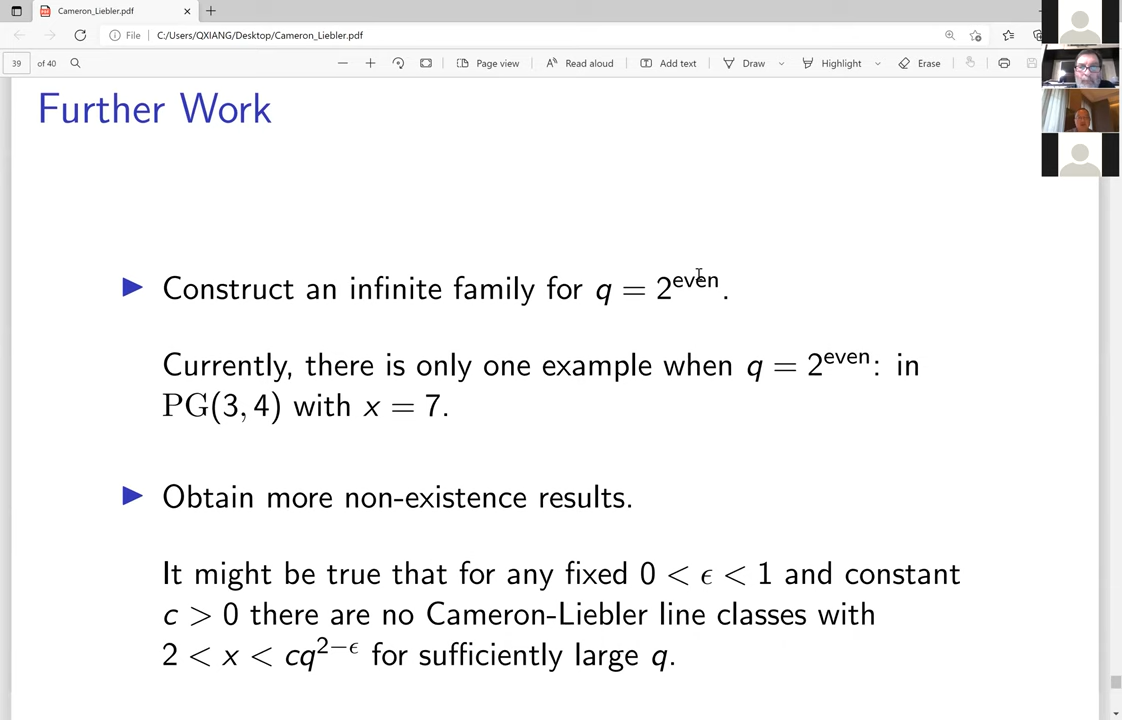 Cameron_Liebler.pdf
File C:/Users/QXIANG/Desktop/Cameron_Liebler.pdf
39 of 40 Page view Read aloud Add text Draw Highlight Erase
Further Work
Construct an infinite family for q = 2^even.
Currently, there is only one example when q = 2^even: in
PG(3, 4) with x = 7.
Obtain more non-existence results.
It might be true that for any fixed 0 < ϵ < 1 and constant
c > 0 there are no Cameron-Liebler line classes with
2 < x < cq^{2−ϵ} for sufficiently large q.